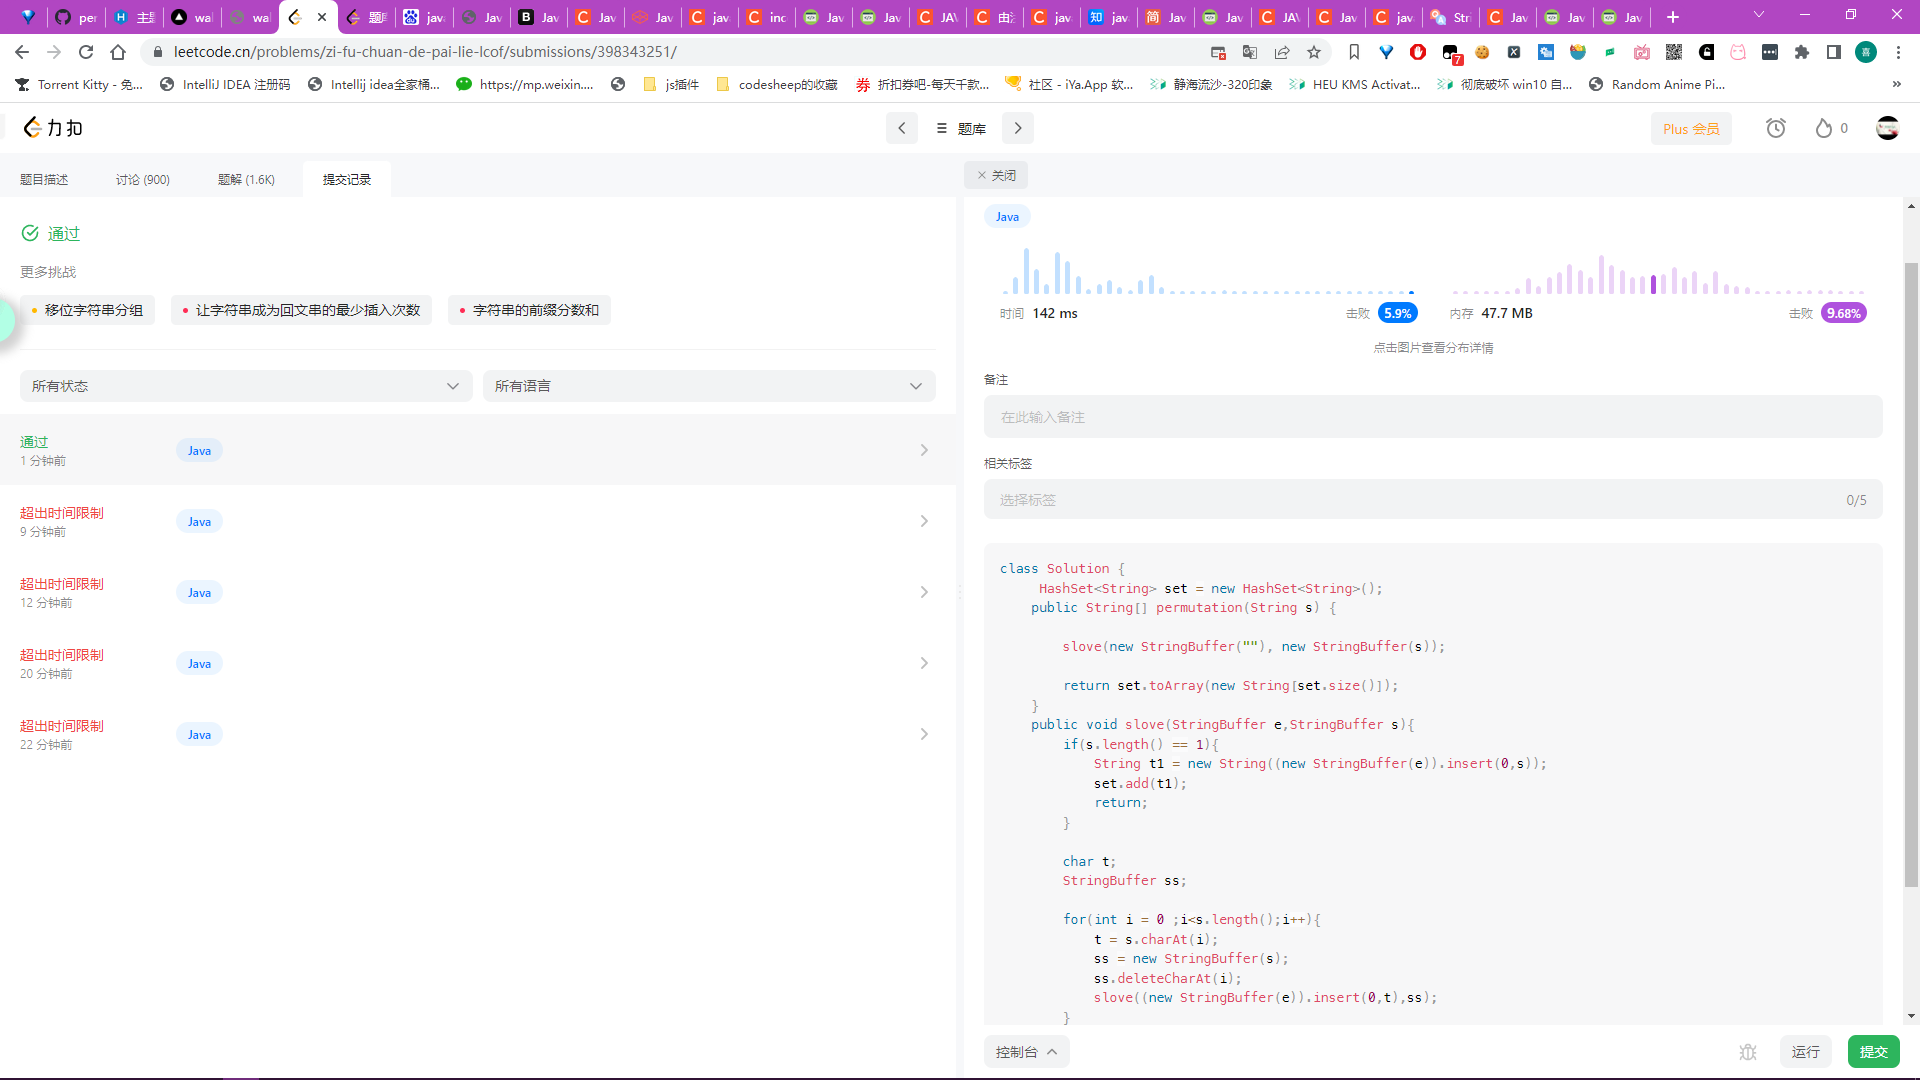 per
主题
wal
wal
题库
java
Jav
Jav
Jav
Jav
java
inc
Jav
Jav
JAV
由浅
java
java
Jav
Jav
JAV
Jav
java
Stri
Jav
Jav
Jav
leetcode.cn/problems/zi-fu-chuan-de-pai-lie-lcof/submissions/398343251/
7
喜
Torrent Kitty - 免...
IntelliJ IDEA 注册码
Intellij idea全家桶...
https://mp.weixin....
js插件
codesheep的收藏
券 折扣券吧-每天千款...
社区 - iYa.App 软...
静海流沙-320印象
HEU KMS Activat...
彻底破坏 win10 自...
Random Anime Pi...
力扣
题库
Plus 会员
0
题目描述
讨论 (900)
题解 (1.6K)
提交记录
关闭
通过
更多挑战
移位字符串分组
让字符串成为回文串的最少插入次数
字符串的前缀分数和
所有状态
所有语言
通过
1 分钟前
Java
超出时间限制
9 分钟前
Java
超出时间限制
12 分钟前
Java
超出时间限制
20 分钟前
Java
超出时间限制
22 分钟前
Java
Java
时间 142 ms
击败 5.9%
内存 47.7 MB
击败 9.68%
点击图片查看分布详情
备注
在此输入备注
相关标签
选择标签
0/5
class Solution {
HashSet<String> set = new HashSet<String>();
public String[] permutation(String s) {
slove(new StringBuffer(""), new StringBuffer(s));
return set.toArray(new String[set.size()]);
}
public void slove(StringBuffer e,StringBuffer s){
if(s.length() == 1){
String t1 = new String((new StringBuffer(e)).insert(0,s));
set.add(t1);
return;
}
char t;
StringBuffer ss;
for(int i = 0 ;i<s.length();i++){
t = s.charAt(i);
ss = new StringBuffer(s);
ss.deleteCharAt(i);
slove((new StringBuffer(e)).insert(0,t),ss);
}
控制台
运行
提交